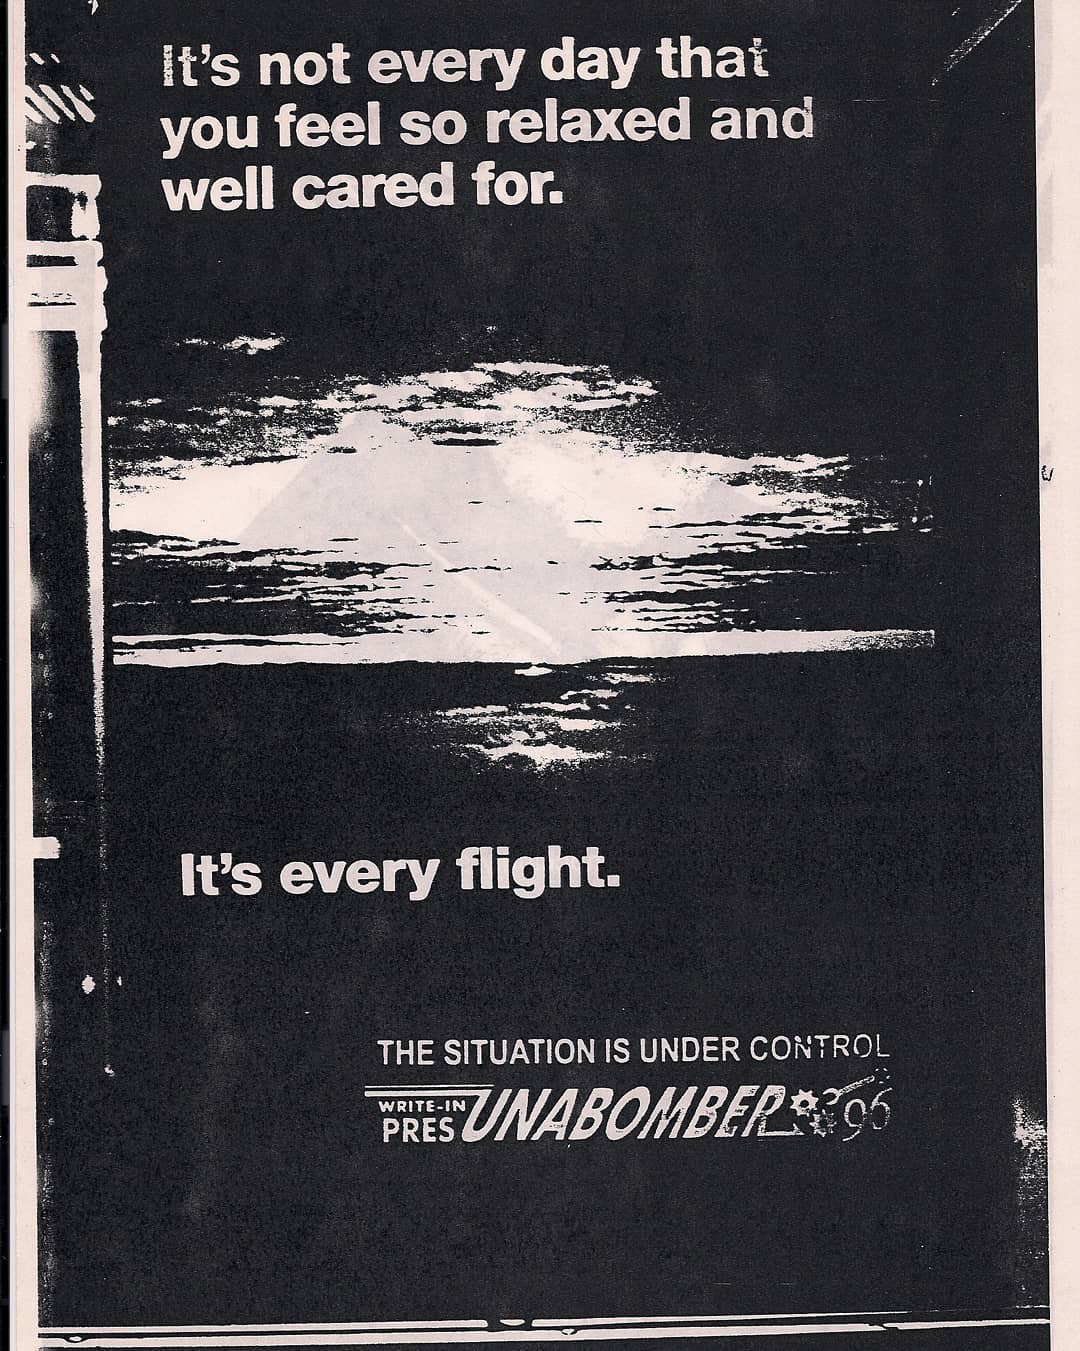 It's not every day that
you feel so relaxed and
well cared for.
It's every flight.
THE SITUATION IS UNDER CONTROL
WRITE-IN
PRES UNABOMBER '96